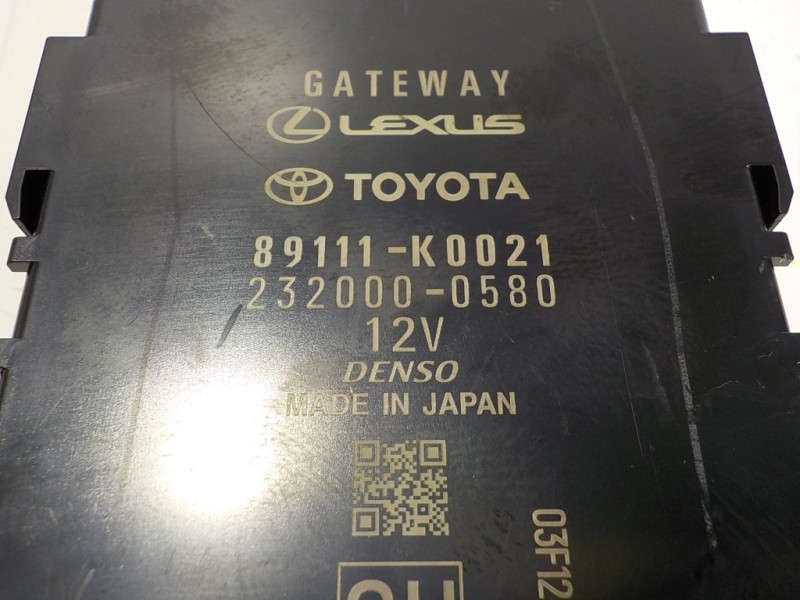 GATEWAY
LEXUS
TOYOTA
89111-K0021
232000-0580
12V
DENSO
MADE IN JAPAN
03F12